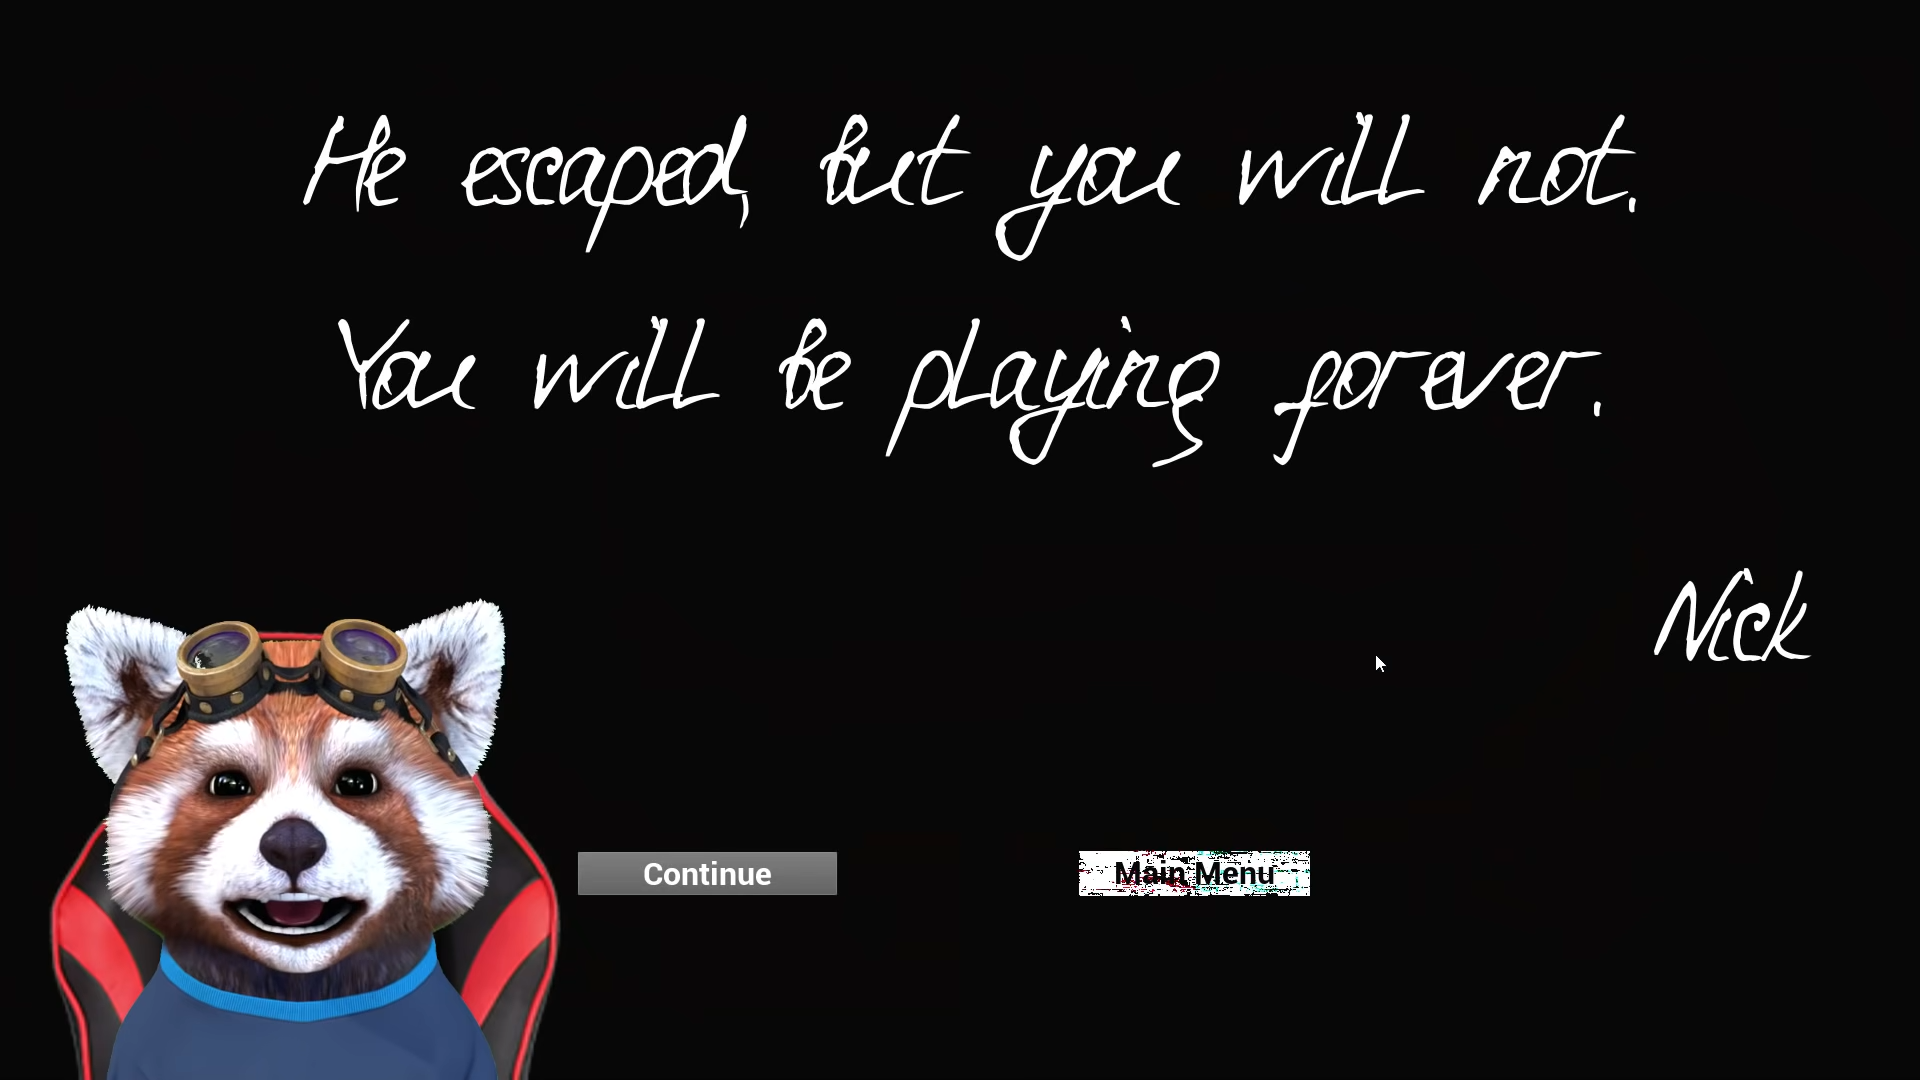 He escaped, but you will not.
You will be playing forever.
Nick
Continue
Main Menu